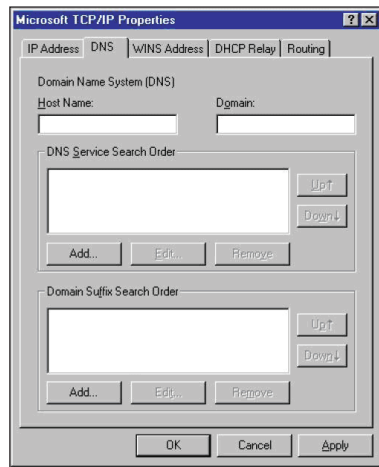 Microsoft TCP/IP Properties
IP Address DNS WINS Address DHCP Relay Routing
Domain Name System (DNS)
Host Name: Domain:
DNS Service Search Order
Up↑
Down↓
Add... Edit... Remove
Domain Suffix Search Order
Up↑
Down↓
Add... Edit... Remove
OK Cancel Apply